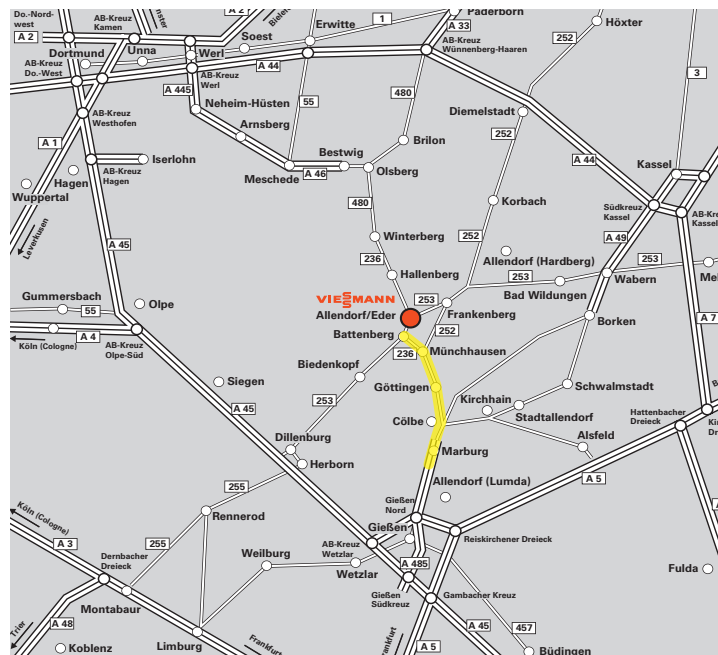 Do.-Nord-
west
A 2
AB-Kreuz
Kamen
A 2
Erwitte
1
Paderborn
A 33
Höxter
Soest
252
Dortmund
Unna
Werl
AB-Kreuz
Wünnenberg-Haaren
AB-Kreuz
Do.-West
A 44
AB-Kreuz
Werl
3
A 445
480
55
Neheim-Hüsten
Diemelstadt
AB-Kreuz
Westhofen
Arnsberg
252
A 1
Bestwig
Brilon
Iserlohn
A 44
Kassel
Hagen
AB-Kreuz
Hagen
Meschede
A 46
Olsberg
Wuppertal
480
Korbach
Südkreuz
Kassel
Leverkusen
A 45
Winterberg
252
A 49
236
Allendorf (Hardberg)
253
Hallenberg
253
Wabern
Gummersbach
Olpe
VIESSMANN
253
Bad Wildungen
55
Allendorf/Eder
Frankenberg
Borken
A 7
A 4
Battenberg
252
Köln (Cologne)
AB-Kreuz
Olpe-Süd
236
Münchhausen
Biedenkopf
Siegen
Göttingen
Schwalmstadt
253
Kirchhain
A 45
Stadtallendorf
Hattenbacher
Dreieck
Cölbe
Dillenburg
Alsfeld
Marburg
Herborn
A 5
255
Allendorf (Lumda)
Gießen
Nord
Köln (Cologne)
Rennerod
Gießen
Reiskirchener Dreieck
A 3
255
AB-Kreuz
Wetzlar
Dernbacher
Dreieck
Weilburg
A 485
Fulda
Wetzlar
Gießen
Südkreuz
Gambacher Kreuz
Montabaur
A 48
A 45
457
Trier
Koblenz
Limburg
Frankfurt
A 5
Büdingen